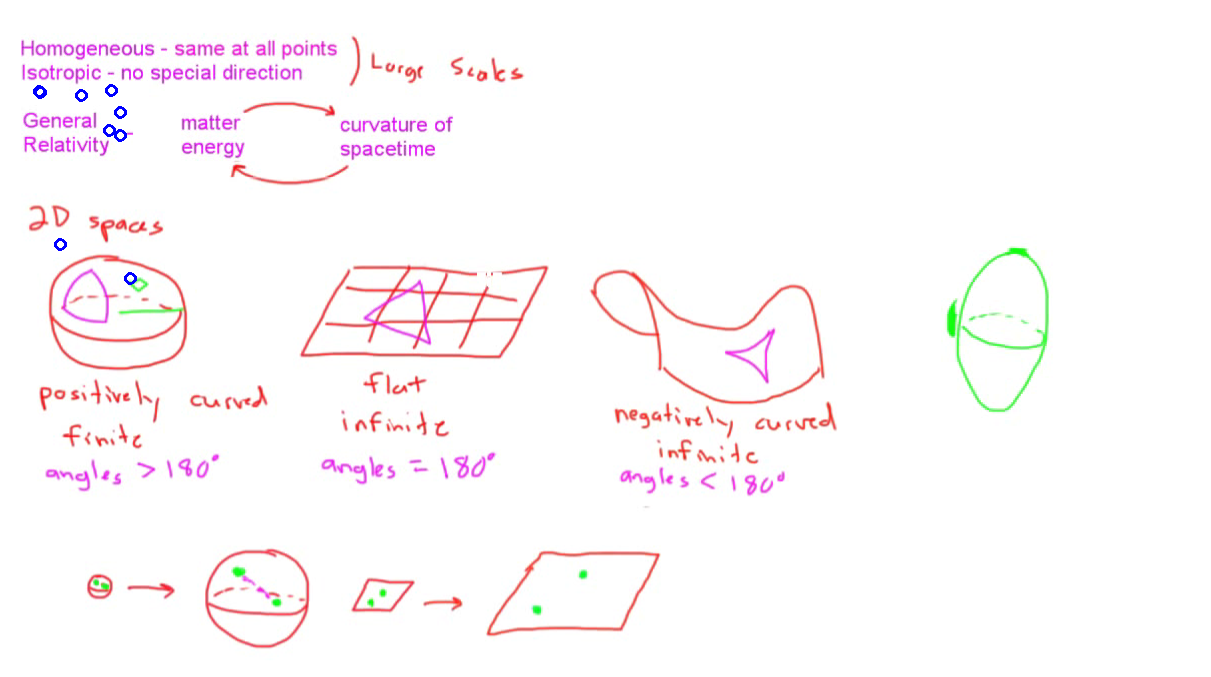 Homogeneous - same at all points
Isotropic - no special direction
Large Scales
General
Relativity -
matter
energy
curvature of
spacetime
2D spaces
positively curved
finite
angles > 180°
flat
infinite
angles = 180°
negatively curved
infinite
angles < 180°